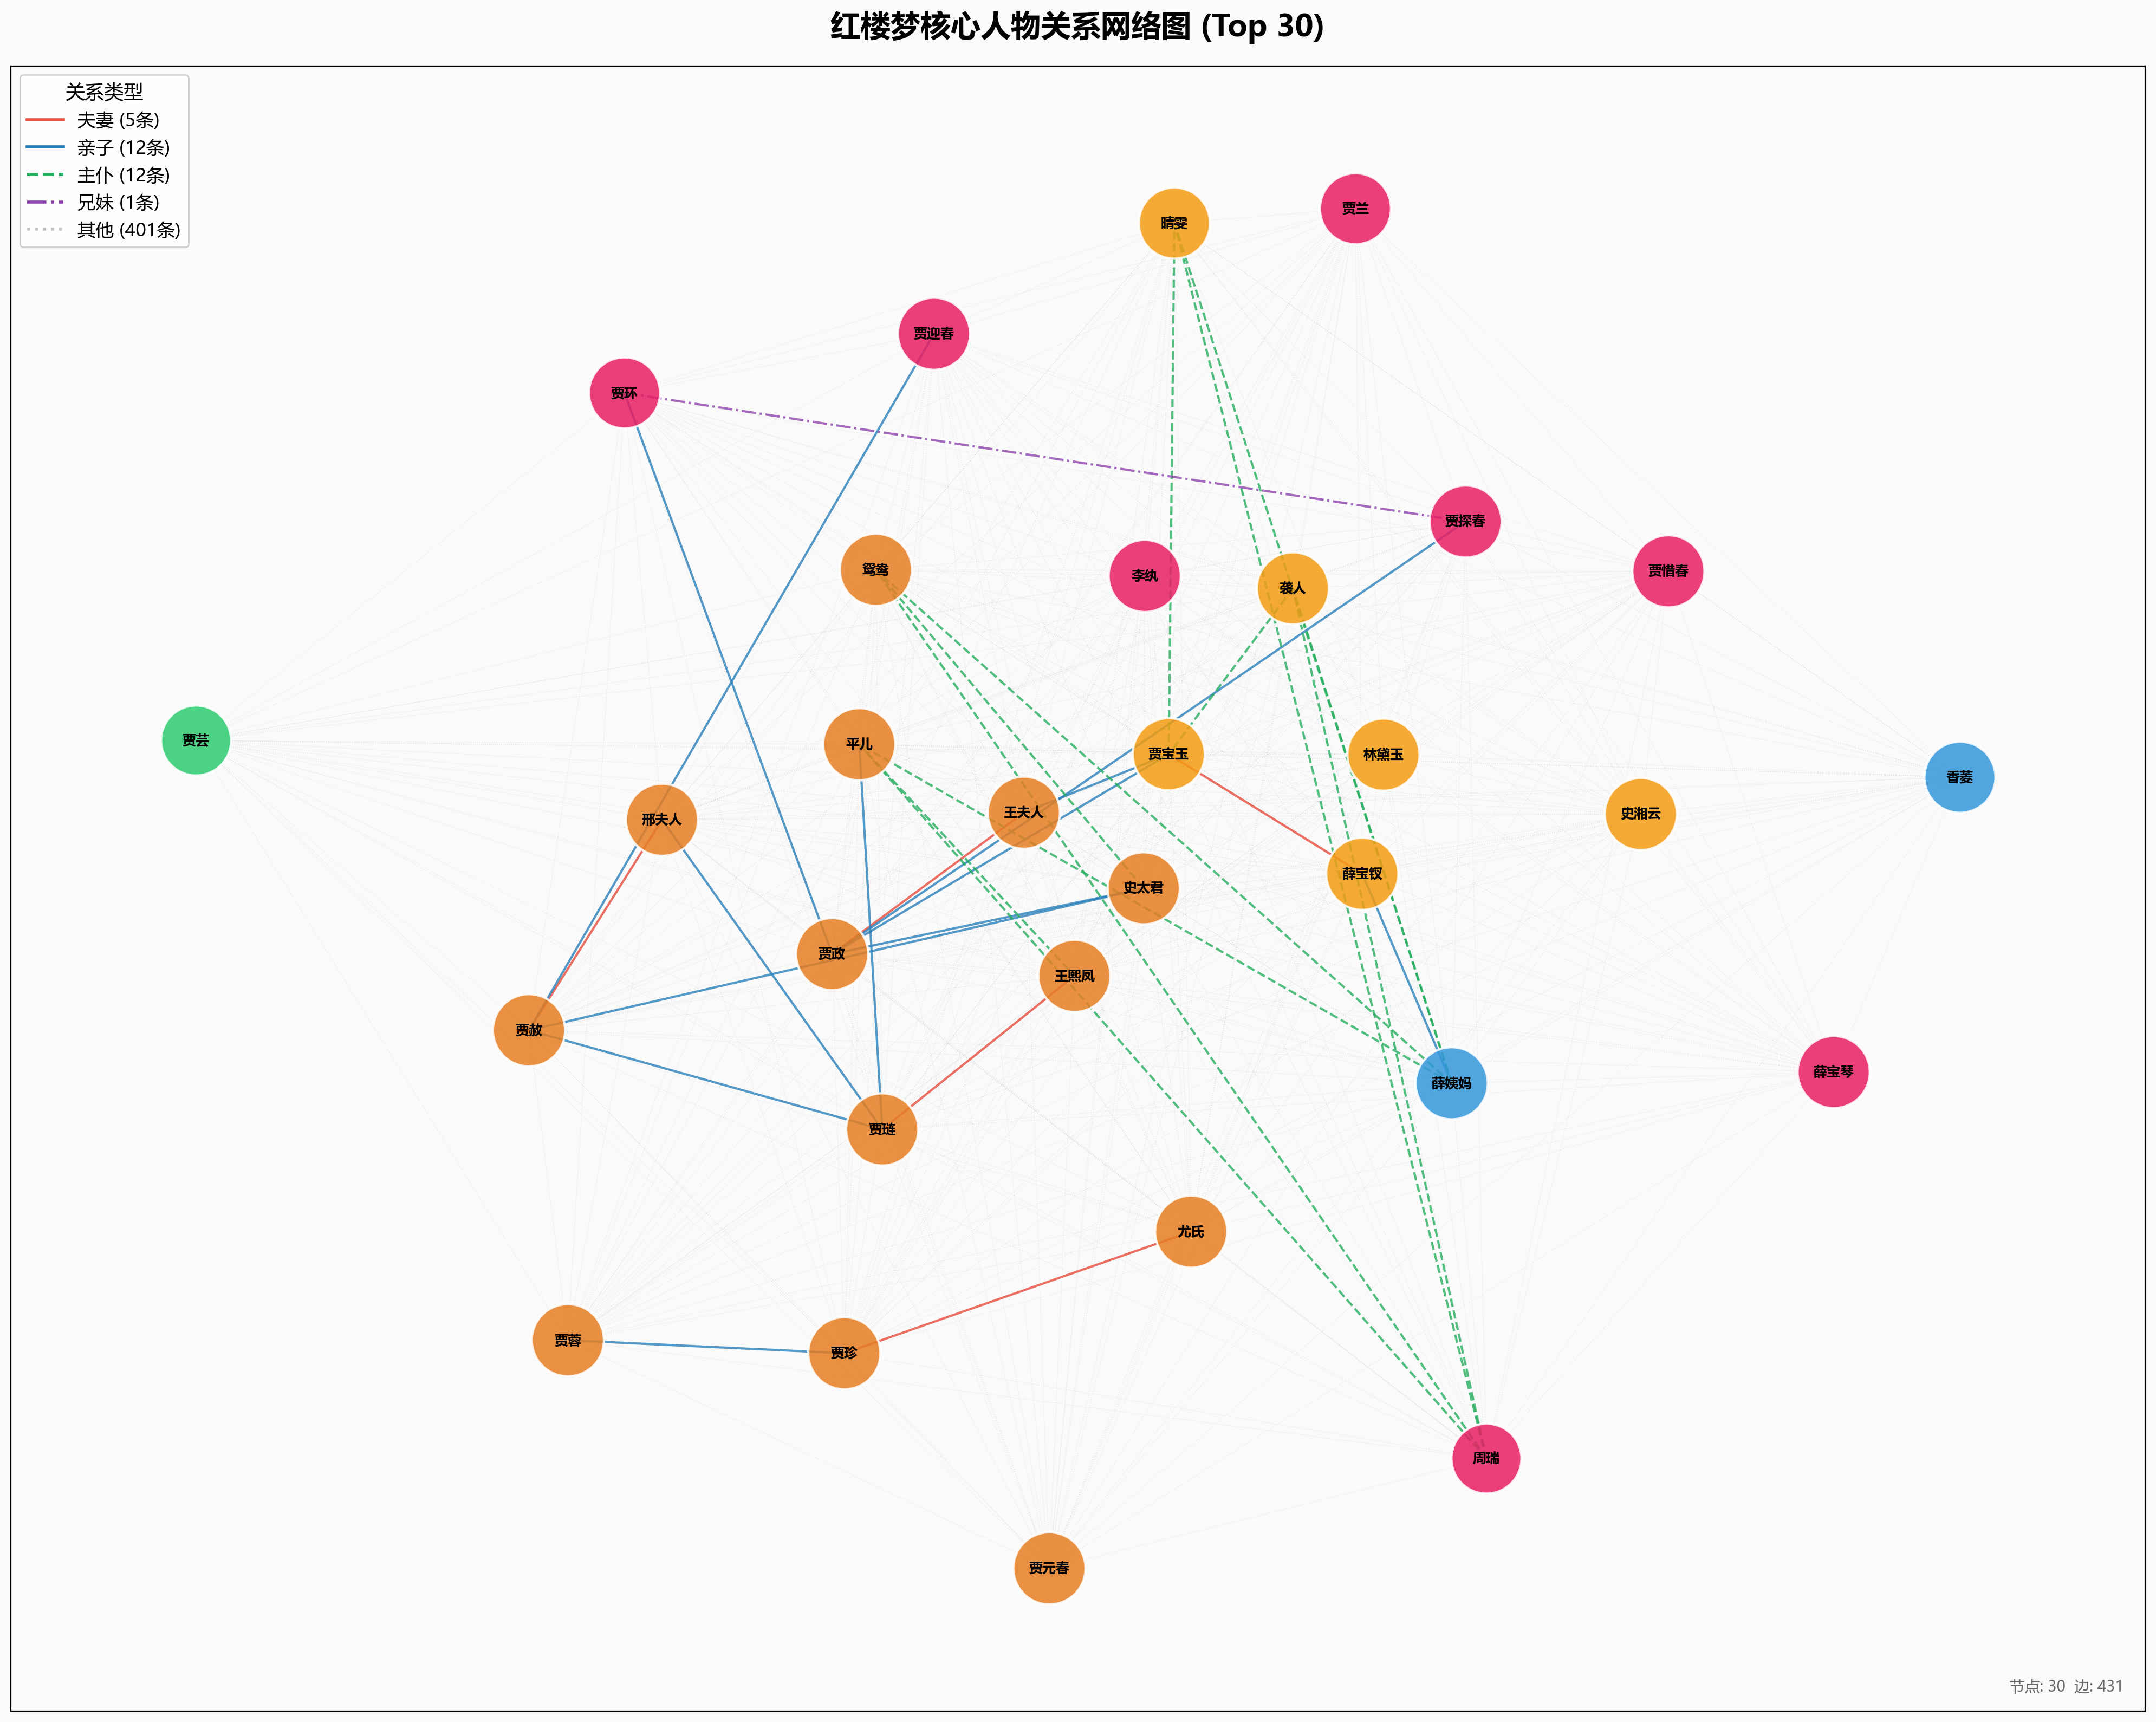 红楼梦核心人物关系网络图 (Top 30)
关系类型
夫妻 (5条)
亲子 (12条)
主仆 (12条)
兄妹 (1条)
其他 (401条)
贾兰
晴雯
贾迎春
贾环
贾探春
鸳鸯
李纨
袭人
贾惜春
贾芸
平儿
贾宝玉
林黛玉
香菱
邢夫人
王夫人
史湘云
史太君
薛宝钗
贾政
王熙凤
贾赦
薛姨妈
薛宝琴
贾琏
尤氏
贾蓉
贾珍
周瑞
贾元春
节点: 30 边: 431